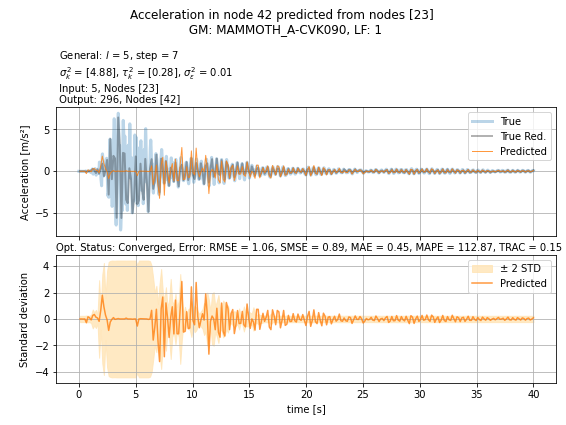 Acceleration in node 42 predicted from nodes [23]
GM: MAMMOTH_A-CVK090, LF: 1
General: l = 5, step = 7
σ²ₖ = [4.88], τ²ₖ = [0.28], σ²ε = 0.01
Input: 5, Nodes [23]
Output: 296, Nodes [42]
Acceleration [m/s²]
5
0
−5
True
True Red.
Predicted
Opt. Status: Converged, Error: RMSE = 1.06, SMSE = 0.89, MAE = 0.45, MAPE = 112.87, TRAC = 0.15
Standard deviation
4
2
0
−2
−4
± 2 STD
Predicted
0 5 10 15 20 25 30 35 40
time [s]